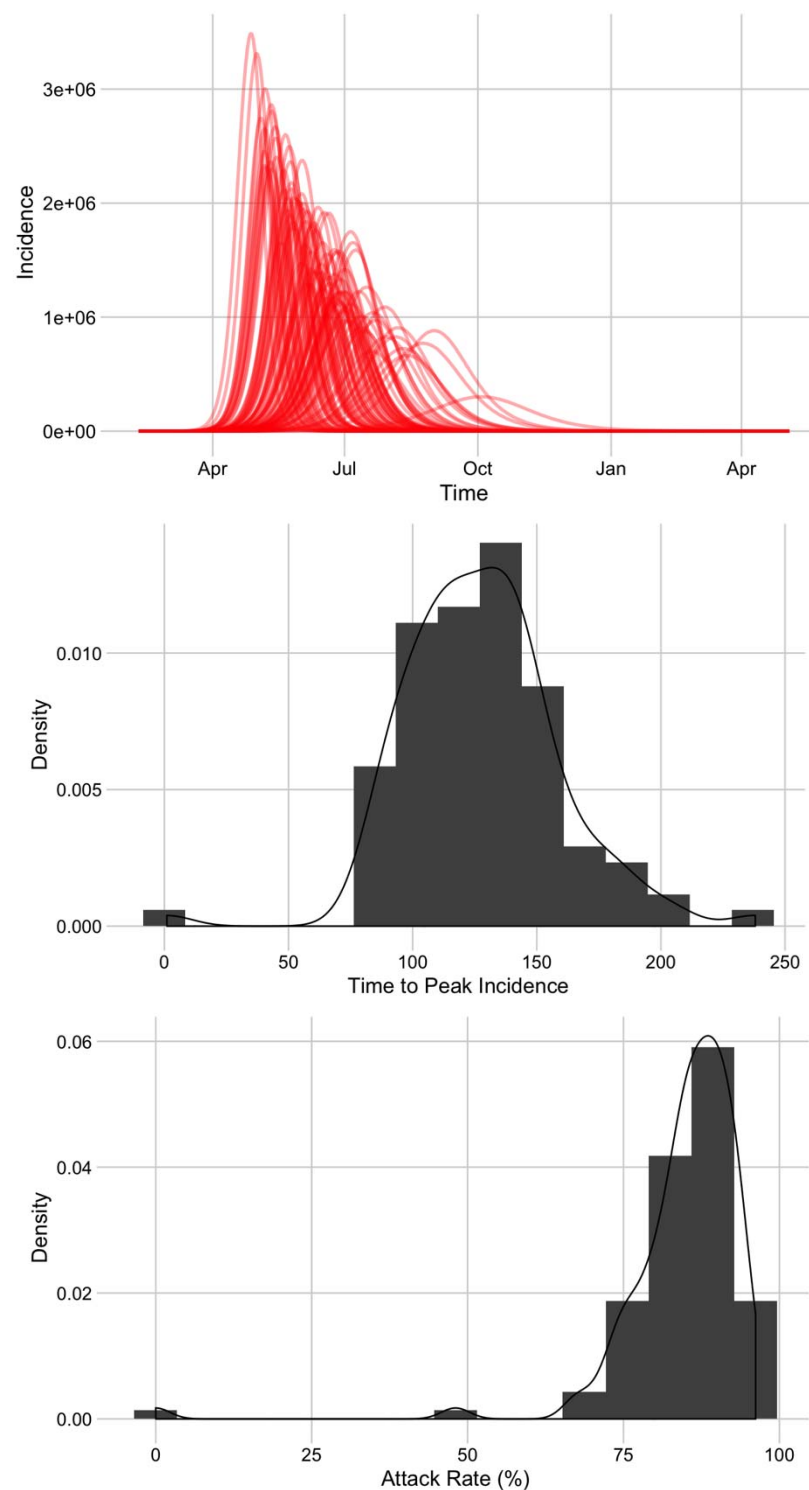 3e+06
2e+06
1e+06
0e+00
Incidence
Apr Jul Oct Jan Apr
Time
0.010
0.005
0.000
Density
0 50 100 150 200 250
Time to Peak Incidence
0.06
0.04
0.02
0.00
Density
0 25 50 75 100
Attack Rate (%)